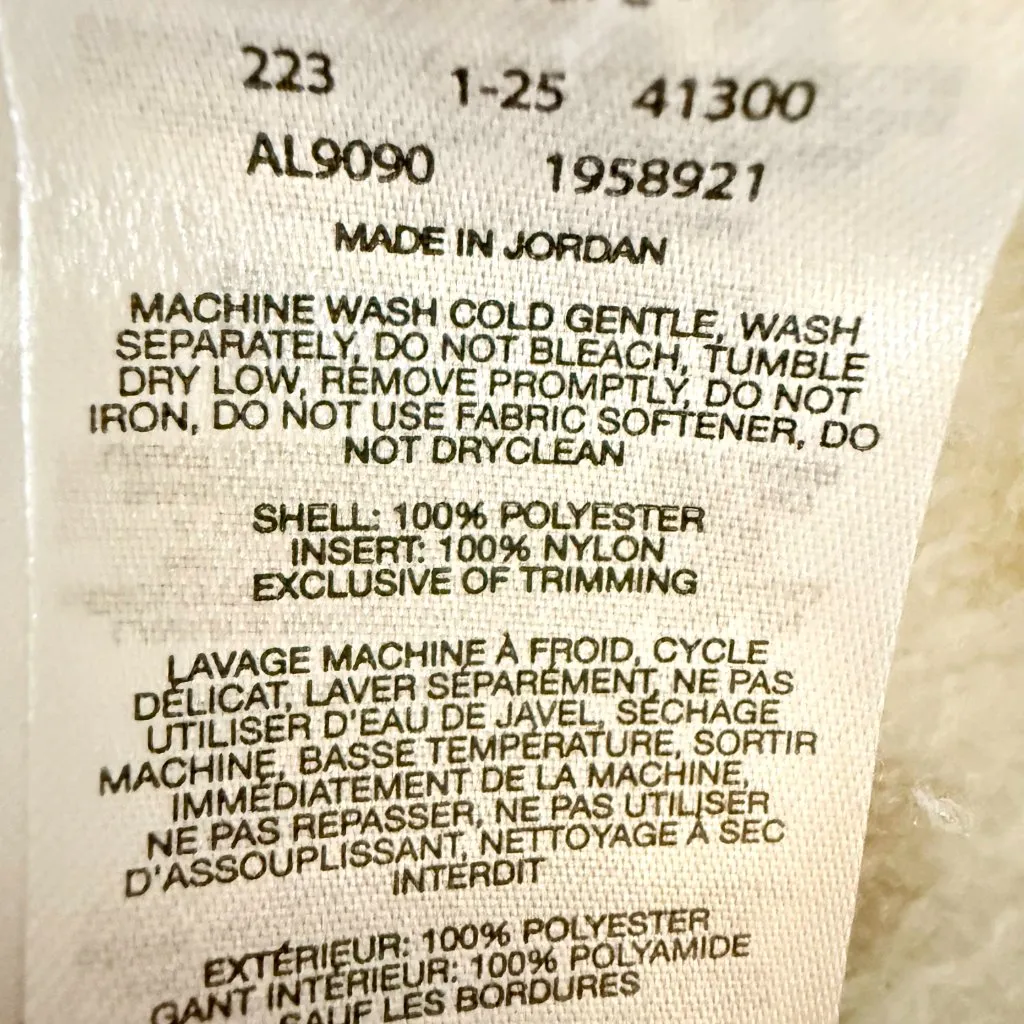 223 1-25 41300
AL9090 1958921
MADE IN JORDAN
MACHINE WASH COLD GENTLE, WASH
SEPARATELY, DO NOT BLEACH, TUMBLE
DRY LOW, REMOVE PROMPTLY, DO NOT
IRON, DO NOT USE FABRIC SOFTENER, DO
NOT DRYCLEAN
SHELL: 100% POLYESTER
INSERT: 100% NYLON
EXCLUSIVE OF TRIMMING
LAVAGE MACHINE À FROID, CYCLE
DÉLICAT, LAVER SÉPARÉMENT, NE PAS
UTILISER D'EAU DE JAVEL, SÉCHAGE
MACHINE, BASSE TEMPÉRATURE, SORTIR
IMMÉDIATEMENT DE LA MACHINE,
NE PAS REPASSER, NE PAS UTILISER
D'ASSOUPLISSANT, NETTOYAGE À SEC
INTERDIT
EXTÉRIEUR: 100% POLYESTER
GANT INTÉRIEUR: 100% POLYAMIDE
SAUF LES BORDURES